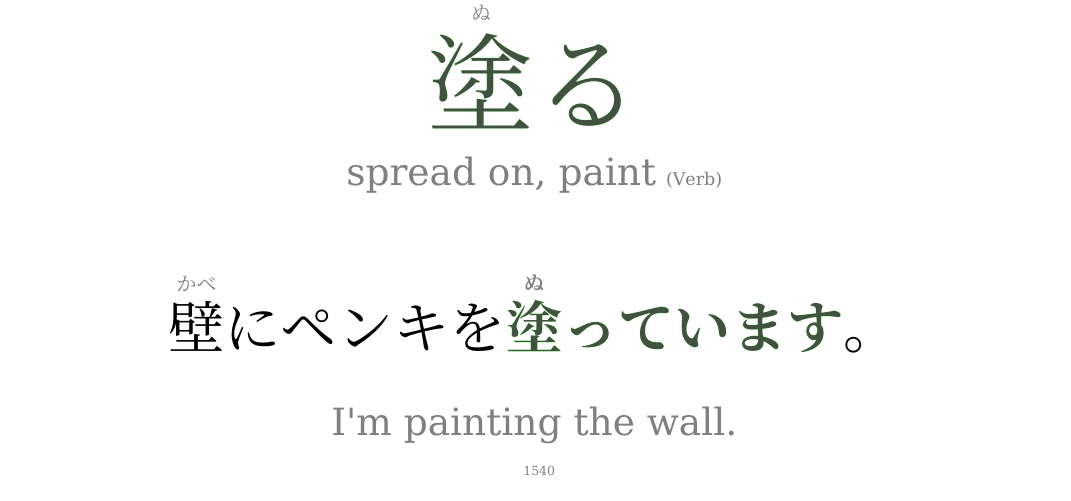 ぬ
塗る
spread on, paint (Verb)
かべ ぬ
壁にペンキを塗っています。
I'm painting the wall.
1540